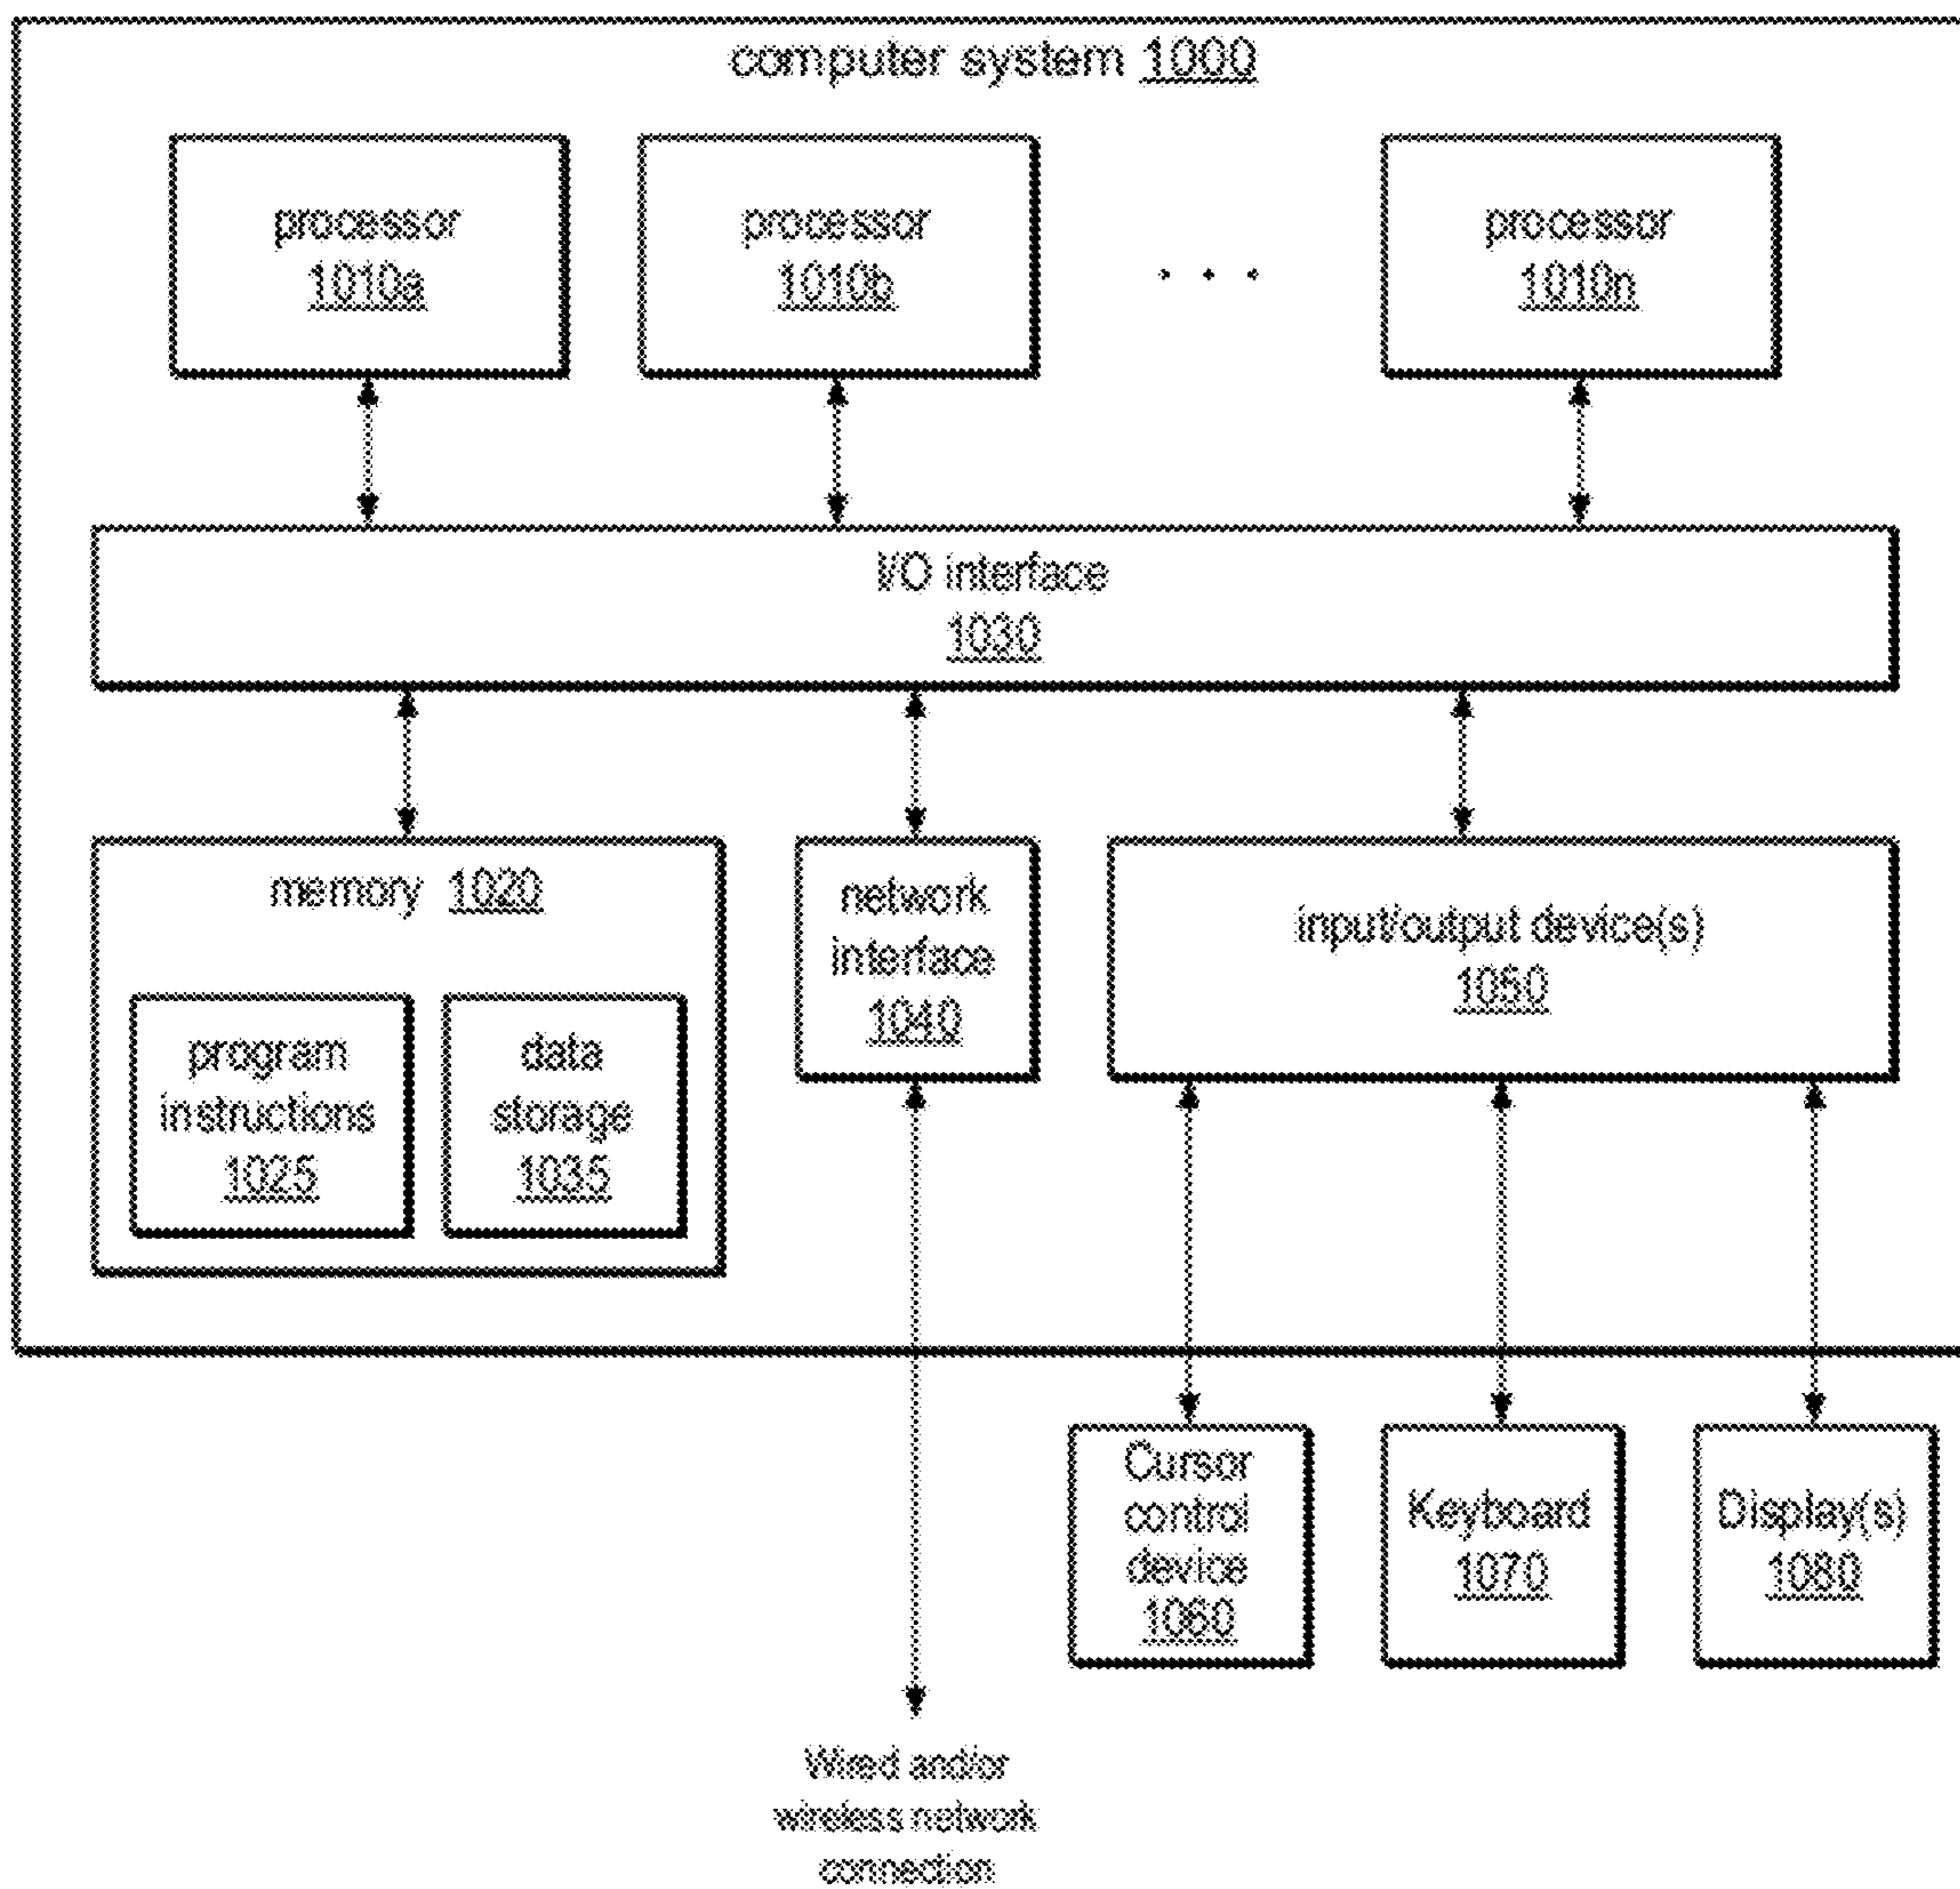 computer system 1000
processor
1010a
processor
1010b
. . .
processor
1010n
I/O interface
1030
memory 1020
program
instructions
1025
data
storage
1035
network
interface
1040
input/output device(s)
1050
Cursor
control
device
1060
Keyboard
1070
Display(s)
1080
Wired and/or
wireless network
connection